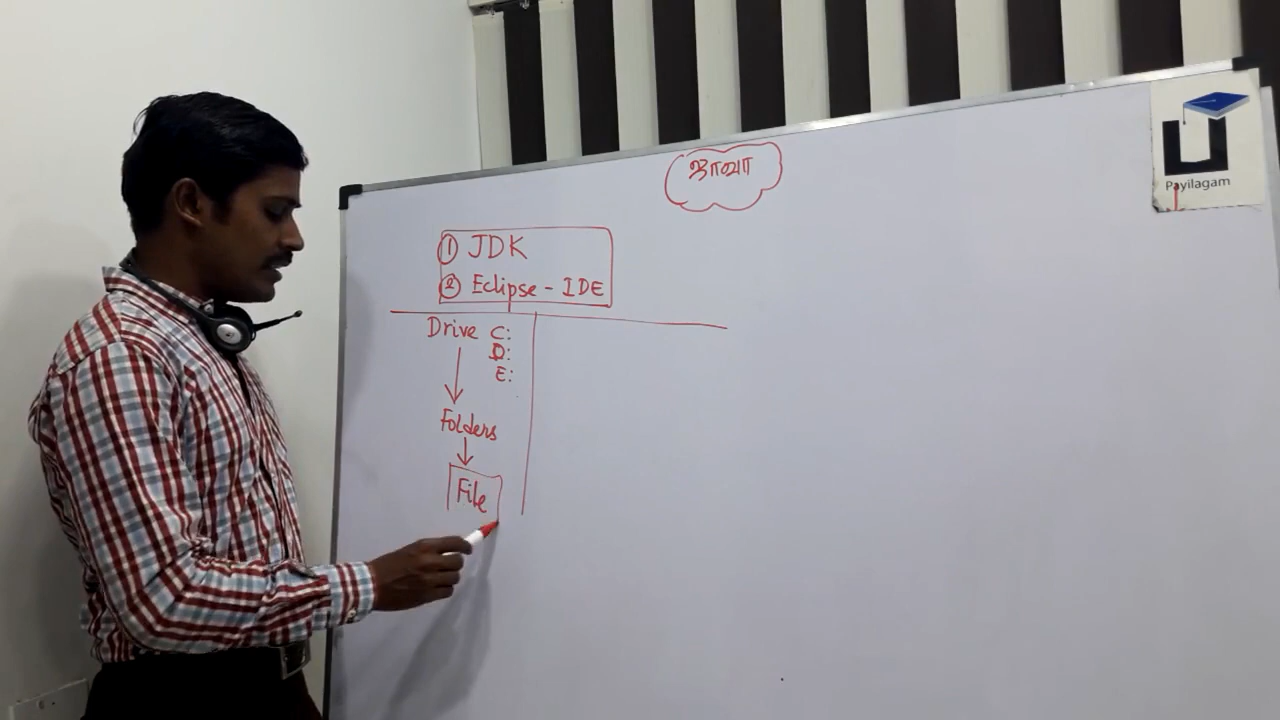 ஜாவா
Payilagam
① JDK
② Eclipse - IDE
Drive C:
D:
E:
Folders
File